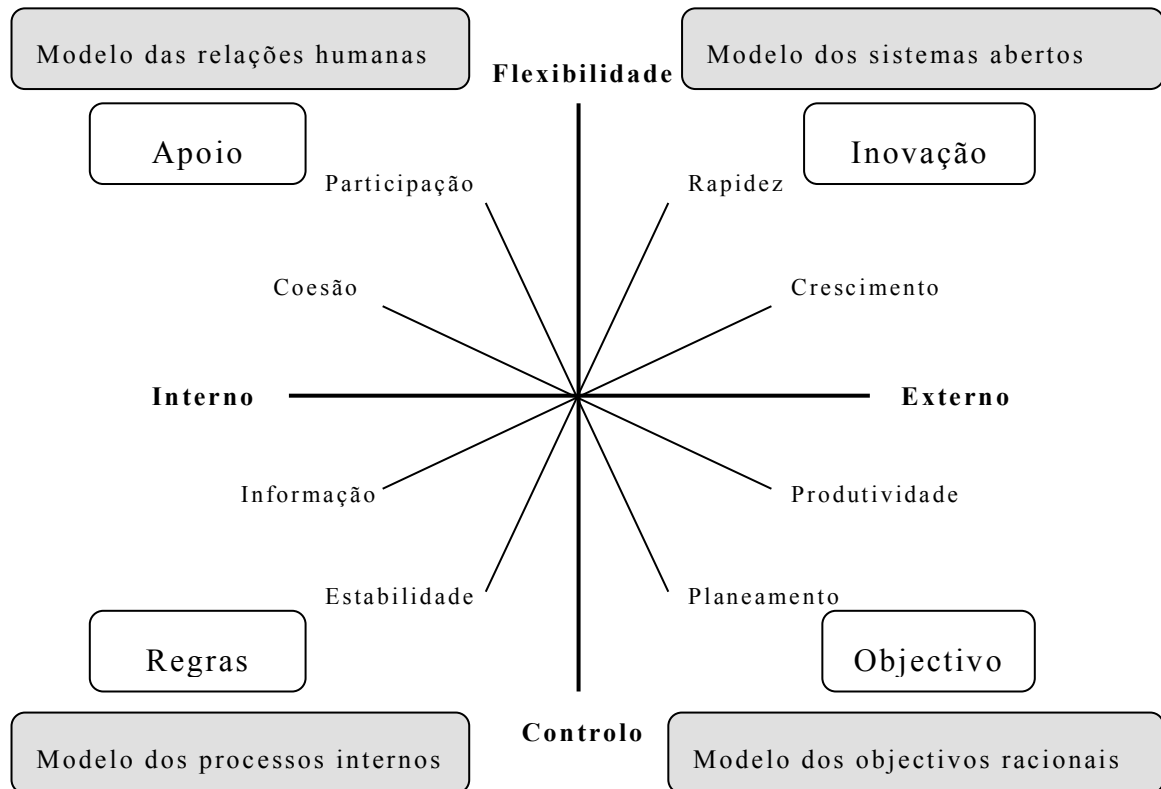 Modelo das relações humanas
Flexibilidade
Modelo dos sistemas abertos
Apoio
Inovação
Participação
Rapidez
Coesão
Crescimento
Interno
Externo
Informação
Produtividade
Estabilidade
Planeamento
Regras
Objectivo
Controlo
Modelo dos processos internos
Modelo dos objectivos racionais